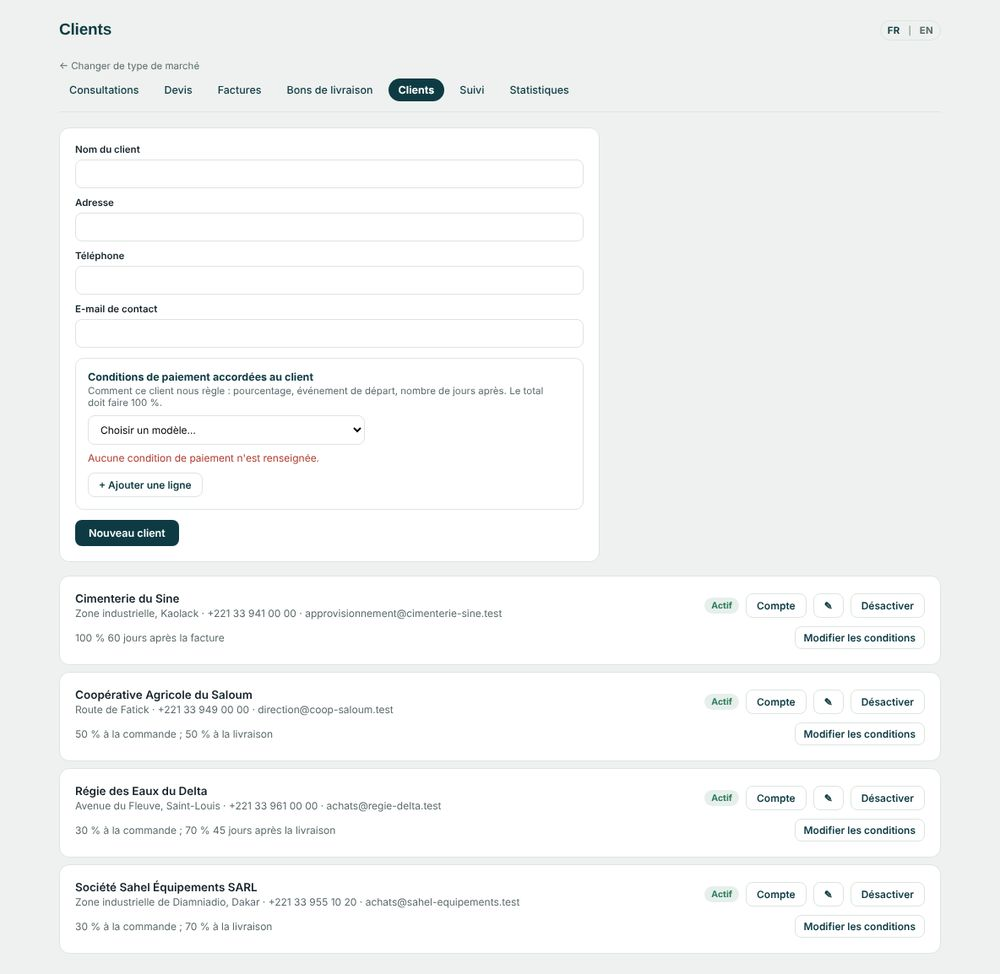 Clients
FR | EN
← Changer de type de marché
Consultations Devis Factures Bons de livraison Clients Suivi Statistiques
Nom du client
Adresse
Téléphone
E-mail de contact
Conditions de paiement accordées au client
Comment ce client nous règle : pourcentage, événement de départ, nombre de jours après. Le total
doit faire 100 %.
Choisir un modèle...
Aucune condition de paiement n'est renseignée.
+ Ajouter une ligne
Nouveau client
Cimenterie du Sine
Zone industrielle, Kaolack · +221 33 941 00 00 · approvisionnement@cimenterie-sine.test
Actif Compte ✎ Désactiver
100 % 60 jours après la facture
Modifier les conditions
Coopérative Agricole du Saloum
Route de Fatick · +221 33 949 00 00 · direction@coop-saloum.test
Actif Compte ✎ Désactiver
50 % à la commande ; 50 % à la livraison
Modifier les conditions
Régie des Eaux du Delta
Avenue du Fleuve, Saint-Louis · +221 33 961 00 00 · achats@regie-delta.test
Actif Compte ✎ Désactiver
30 % à la commande ; 70 % 45 jours après la livraison
Modifier les conditions
Société Sahel Équipements SARL
Zone industrielle de Diamniadio, Dakar · +221 33 955 10 20 · achats@sahel-equipements.test
Actif Compte ✎ Désactiver
30 % à la commande ; 70 % à la livraison
Modifier les conditions